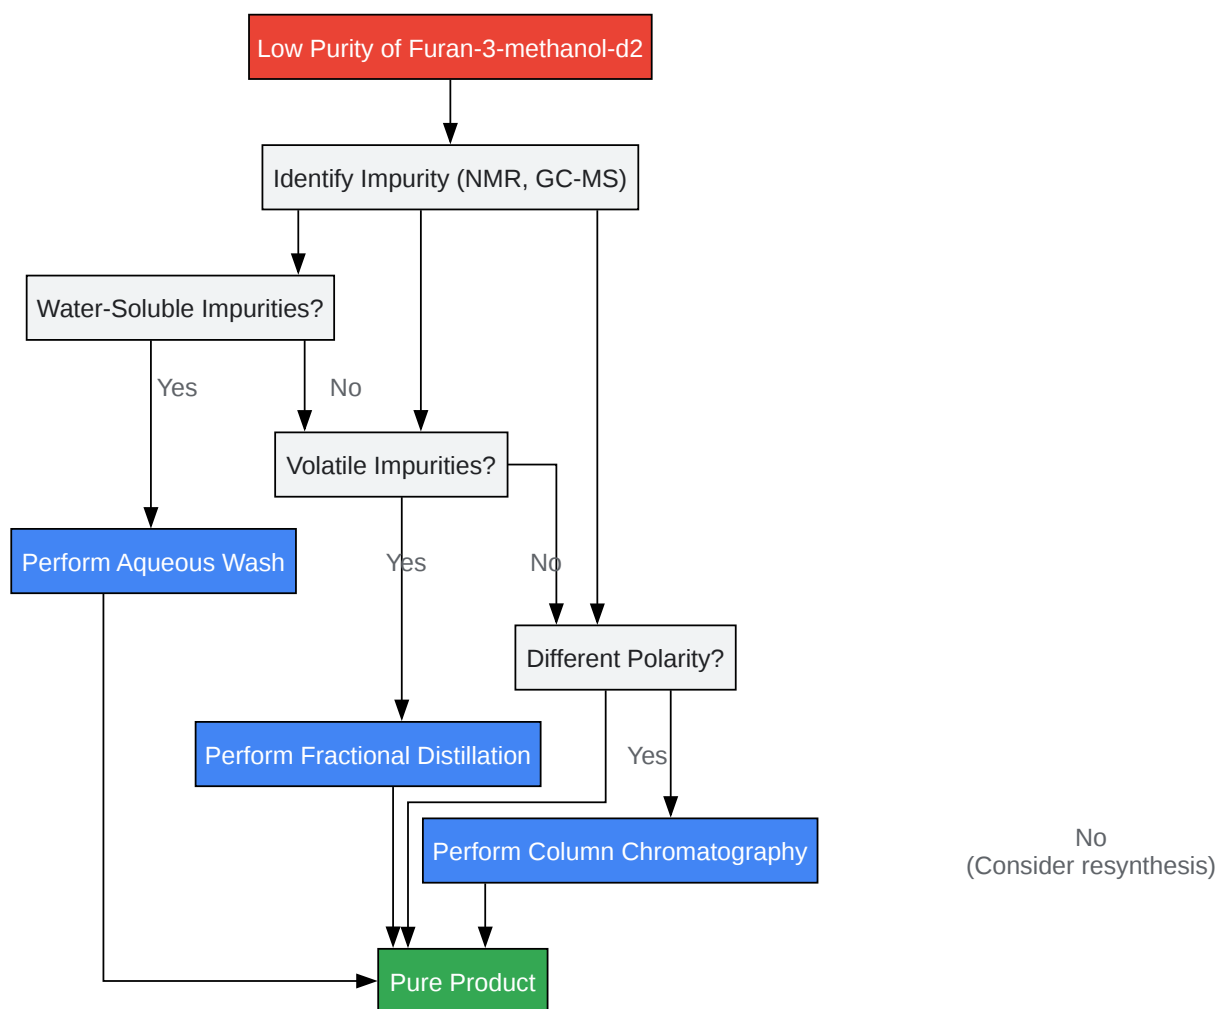 Low Purity of Furan-3-methanol-d2
Identify Impurity (NMR, GC-MS)
Water-Soluble Impurities?
Yes
No
Volatile Impurities?
Perform Aqueous Wash
Yes
No
Different Polarity?
Perform Fractional Distillation
Yes
Perform Column Chromatography
No
(Consider resynthesis)
Pure Product